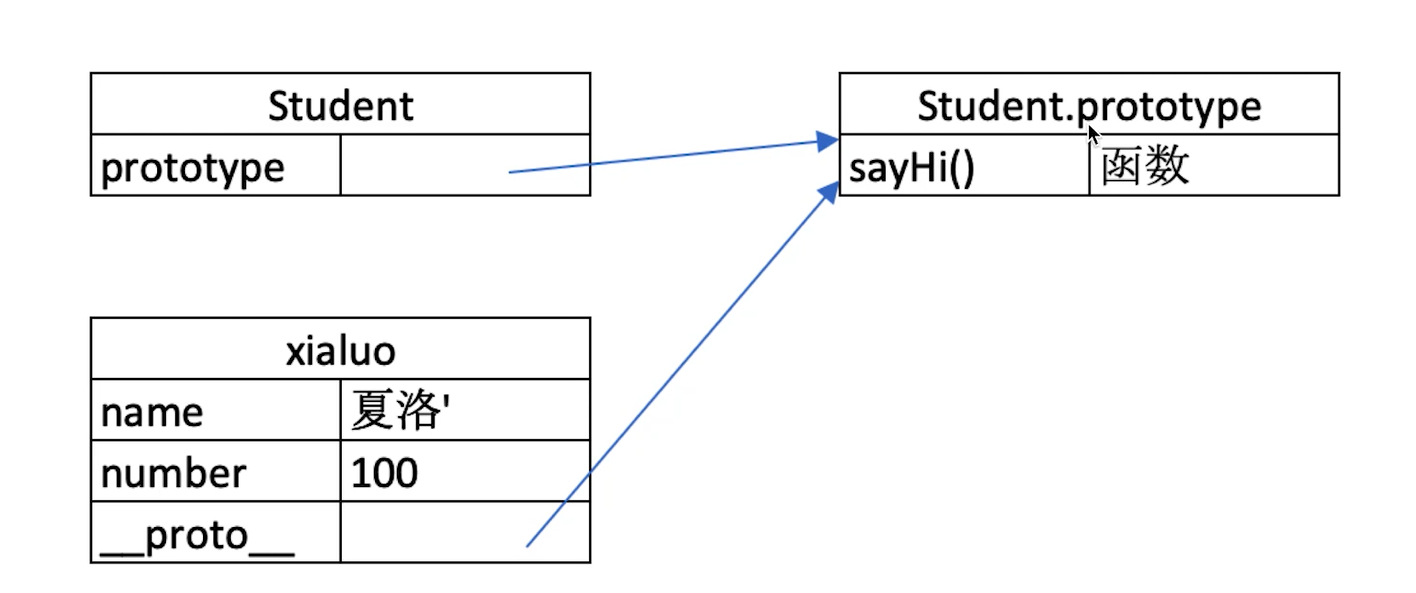 Student
prototype
Student.prototype
sayHi() 函数
xialuo
name 夏洛'
number 100
__proto__